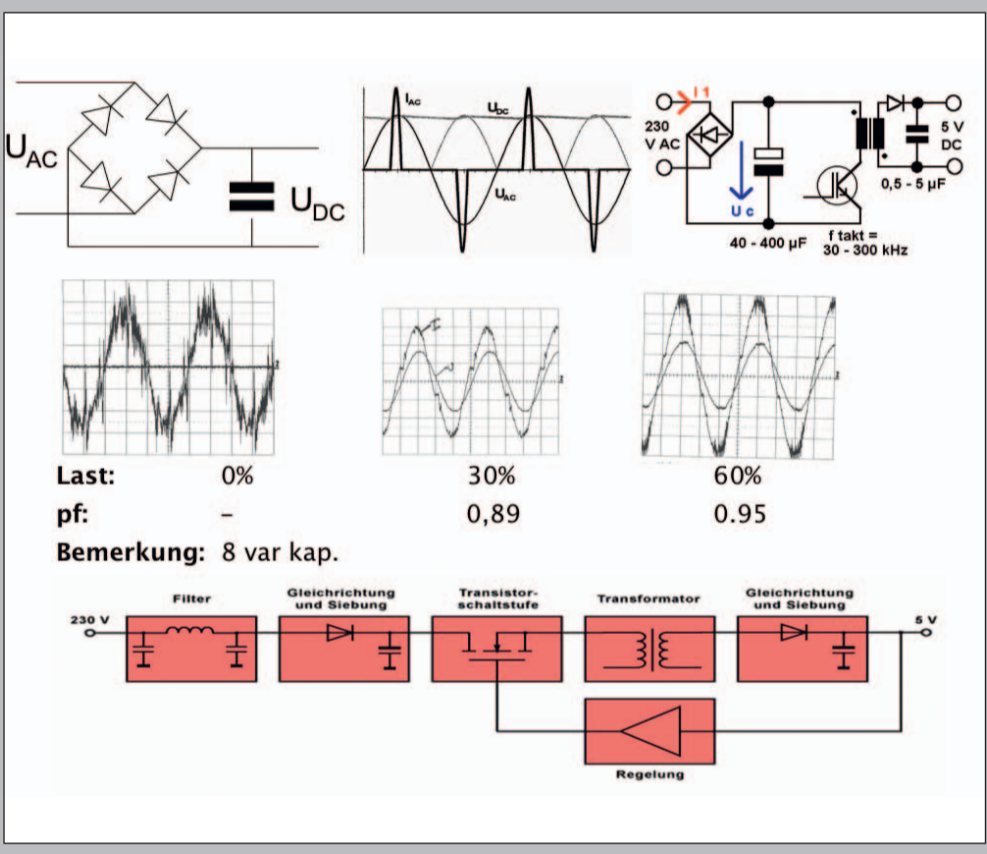 U_AC
U_DC
I_AC
U_DC
U_AC
I 1
230
V AC
U c
40 - 400 µF
f takt =
30 - 300 kHz
5 V
DC
0,5 - 5 µF
Last: 0% 30% 60%
pf: – 0,89 0.95
Bemerkung: 8 var kap.
230 V
Filter
Gleichrichtung
und Siebung
Transistor-
schaltstufe
Transformator
Gleichrichtung
und Siebung
5 V
Regelung